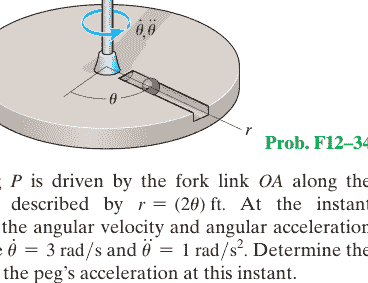 θ̇, θ̈
θ
r
Prob. F12–34
P is driven by the fork link OA along the
described by r = (2θ) ft. At the instant
the angular velocity and angular acceleration
θ̇ = 3 rad/s and θ̈ = 1 rad/s². Determine the
the peg's acceleration at this instant.